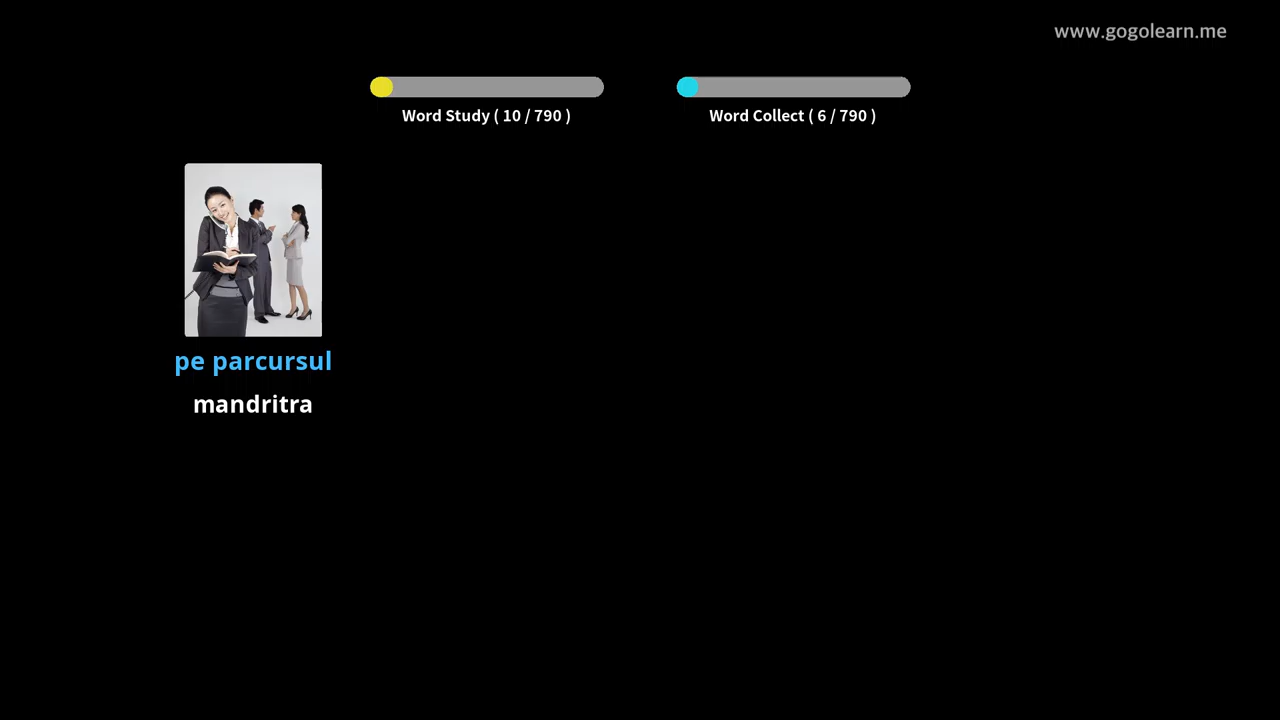 www.gogolearn.me
Word Study ( 10 / 790 )
Word Collect ( 6 / 790 )
pe parcursul
mandritra